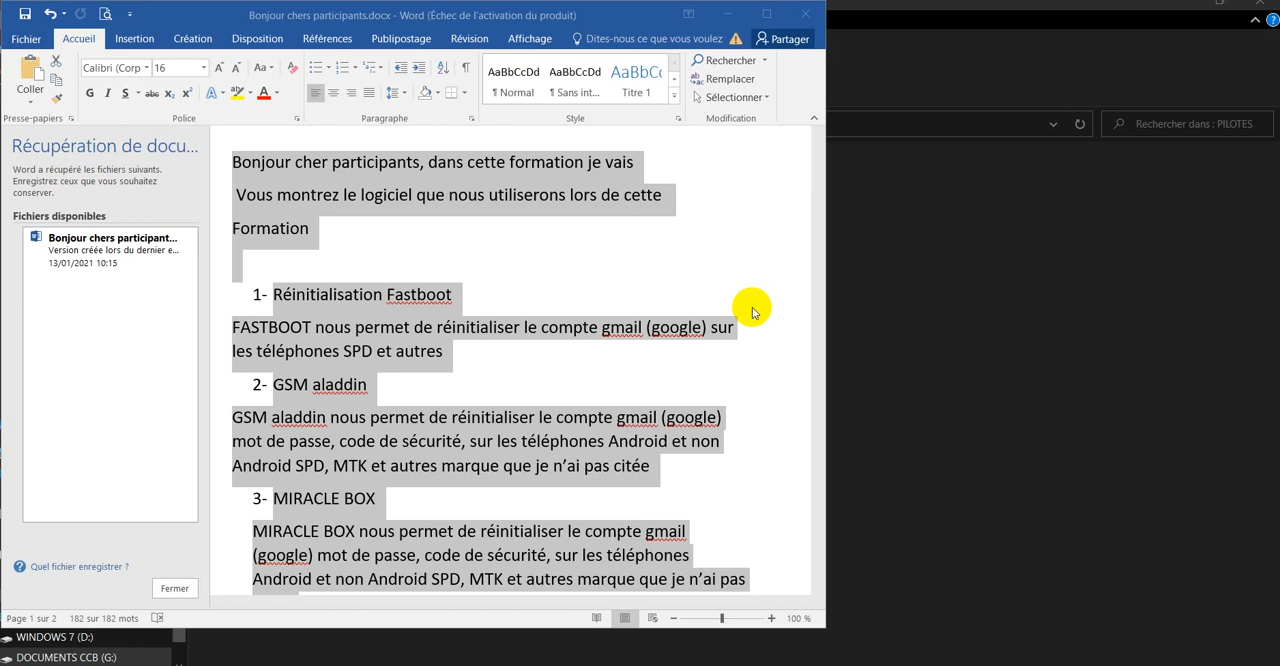 Bonjour chers participants.docx - Word (Échec de l'activation du produit)
Fichier Accueil Insertion Création Disposition Références Publipostage Révision Affichage Dites-nous ce que vous voulez Partager
Coller
Calibri (Corp 16
Aa
G I S abc x₂ x²
AaBbCcDd AaBbCcDd AaBbCc
¶ Normal ¶ Sans int... Titre 1
Rechercher
Remplacer
Sélectionner
Presse-papiers Police Paragraphe Style Modification
Rechercher dans : PILOTES
Récupération de docu...
Word a récupéré les fichiers suivants.
Enregistrez ceux que vous souhaitez
conserver.
Fichiers disponibles
Bonjour chers participant...
Version créée lors du dernier e...
13/01/2021 10:15
Quel fichier enregistrer ?
Fermer
Bonjour cher participants, dans cette formation je vais
Vous montrez le logiciel que nous utiliserons lors de cette
Formation
1- Réinitialisation Fastboot
FASTBOOT nous permet de réinitialiser le compte gmail (google) sur
les téléphones SPD et autres
2- GSM aladdin
GSM aladdin nous permet de réinitialiser le compte gmail (google)
mot de passe, code de sécurité, sur les téléphones Android et non
Android SPD, MTK et autres marque que je n'ai pas citée
3- MIRACLE BOX
MIRACLE BOX nous permet de réinitialiser le compte gmail
(google) mot de passe, code de sécurité, sur les téléphones
Android et non Android SPD, MTK et autres marque que je n'ai pas
Page 1 sur 2 182 sur 182 mots
100 %
WINDOWS 7 (D:)
DOCUMENTS CCB (G:)